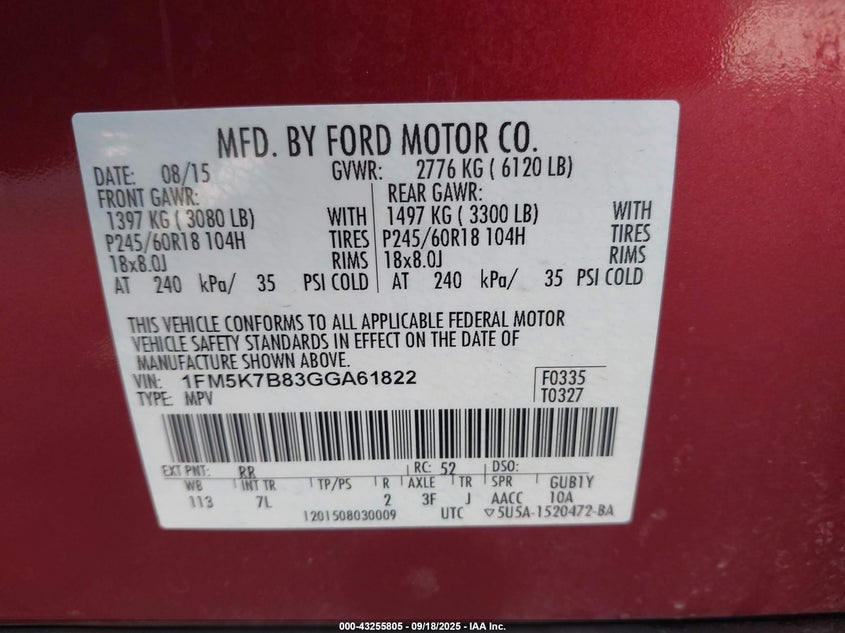 MFD. BY FORD MOTOR CO.
DATE: 08/15 GVWR: 2776 KG ( 6120 LB)
FRONT GAWR: REAR GAWR:
1397 KG ( 3080 LB) WITH 1497 KG ( 3300 LB) WITH
P245/60R18 104H TIRES P245/60R18 104H TIRES
18x8.0J RIMS 18x8.0J RIMS
AT 240 kPa/ 35 PSI COLD AT 240 kPa/ 35 PSI COLD
THIS VEHICLE CONFORMS TO ALL APPLICABLE FEDERAL MOTOR
VEHICLE SAFETY STANDARDS IN EFFECT ON THE DATE OF
MANUFACTURE SHOWN ABOVE.
VIN: 1FM5K7B83GGA61822 F0335
TYPE: MPV T0327
EXT PNT: RR RC: 52 DSO:
WB INT TR TP/PS R AXLE TR SPR GUB1Y
113 7L 2 3F J AACC 10A
1201508030009 UTC ▽5U5A-1520472-BA
000-43255805 - 09/18/2025 - IAA Inc.